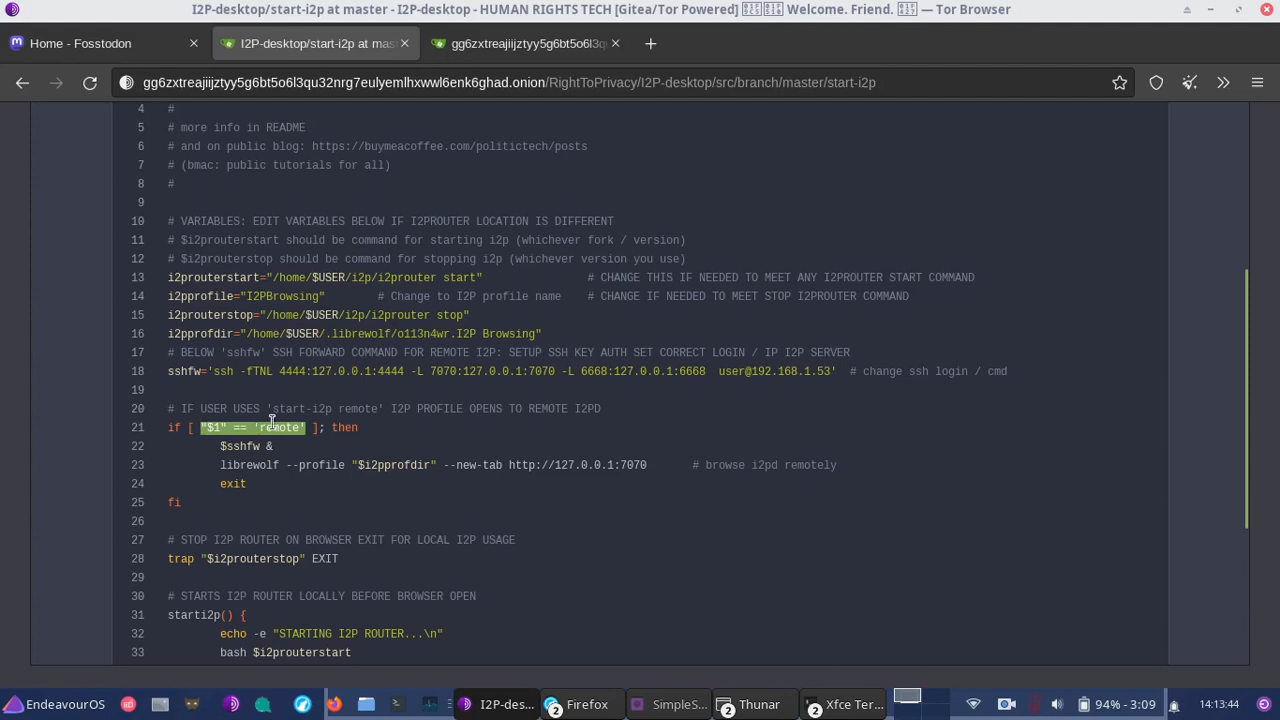 I2P-desktop/start-i2p at master - I2P-desktop - HUMAN RIGHTS TECH [Gitea/Tor Powered] Welcome. Friend. — Tor Browser
Home - Fosstodon
I2P-desktop/start-i2p at mas
gg6zxtreajiijztyy5g6bt5o6l3q
gg6zxtreajiijztyy5g6bt5o6l3qu32nrg7eulyemlhxwwl6enk6ghad.onion/RightToPrivacy/I2P-desktop/src/branch/master/start-i2p
4 #
5 # more info in README
6 # and on public blog: https://buymeacoffee.com/politictech/posts
7 # (bmac: public tutorials for all)
8 #
9
10 # VARIABLES: EDIT VARIABLES BELOW IF I2PROUTER LOCATION IS DIFFERENT
11 # $i2prouterstart should be command for starting i2p (whichever fork / version)
12 # $i2prouterstop should be command for stopping i2p (whichever version you use)
13 i2prouterstart="/home/$USER/i2p/i2prouter start" # CHANGE THIS IF NEEDED TO MEET ANY I2PROUTER START COMMAND
14 i2pprofile="I2PBrowsing" # Change to I2P profile name # CHANGE IF NEEDED TO MEET STOP I2PROUTER COMMAND
15 i2prouterstop="/home/$USER/i2p/i2prouter stop"
16 i2pprofdir="/home/$USER/.librewolf/o113n4wr.I2P Browsing"
17 # BELOW 'sshfw' SSH FORWARD COMMAND FOR REMOTE I2P: SETUP SSH KEY AUTH SET CORRECT LOGIN / IP I2P SERVER
18 sshfw='ssh -fTNL 4444:127.0.0.1:4444 -L 7070:127.0.0.1:7070 -L 6668:127.0.0.1:6668 user@192.168.1.53' # change ssh login / cmd
19
20 # IF USER USES 'start-i2p remote' I2P PROFILE OPENS TO REMOTE I2PD
21 if [ "$1" == 'remote' ]; then
22 $sshfw &
23 librewolf --profile "$i2pprofdir" --new-tab http://127.0.0.1:7070 # browse i2pd remotely
24 exit
25 fi
26
27 # STOP I2P ROUTER ON BROWSER EXIT FOR LOCAL I2P USAGE
28 trap "$i2prouterstop" EXIT
29
30 # STARTS I2P ROUTER LOCALLY BEFORE BROWSER OPEN
31 starti2p() {
32 echo -e "STARTING I2P ROUTER...\n"
33 bash $i2prouterstart
EndeavourOS
I2P-des...
2 Firefox
SimpleS...
2 Thunar
2 Xfce Ter...
94% - 3:09
14:13:44